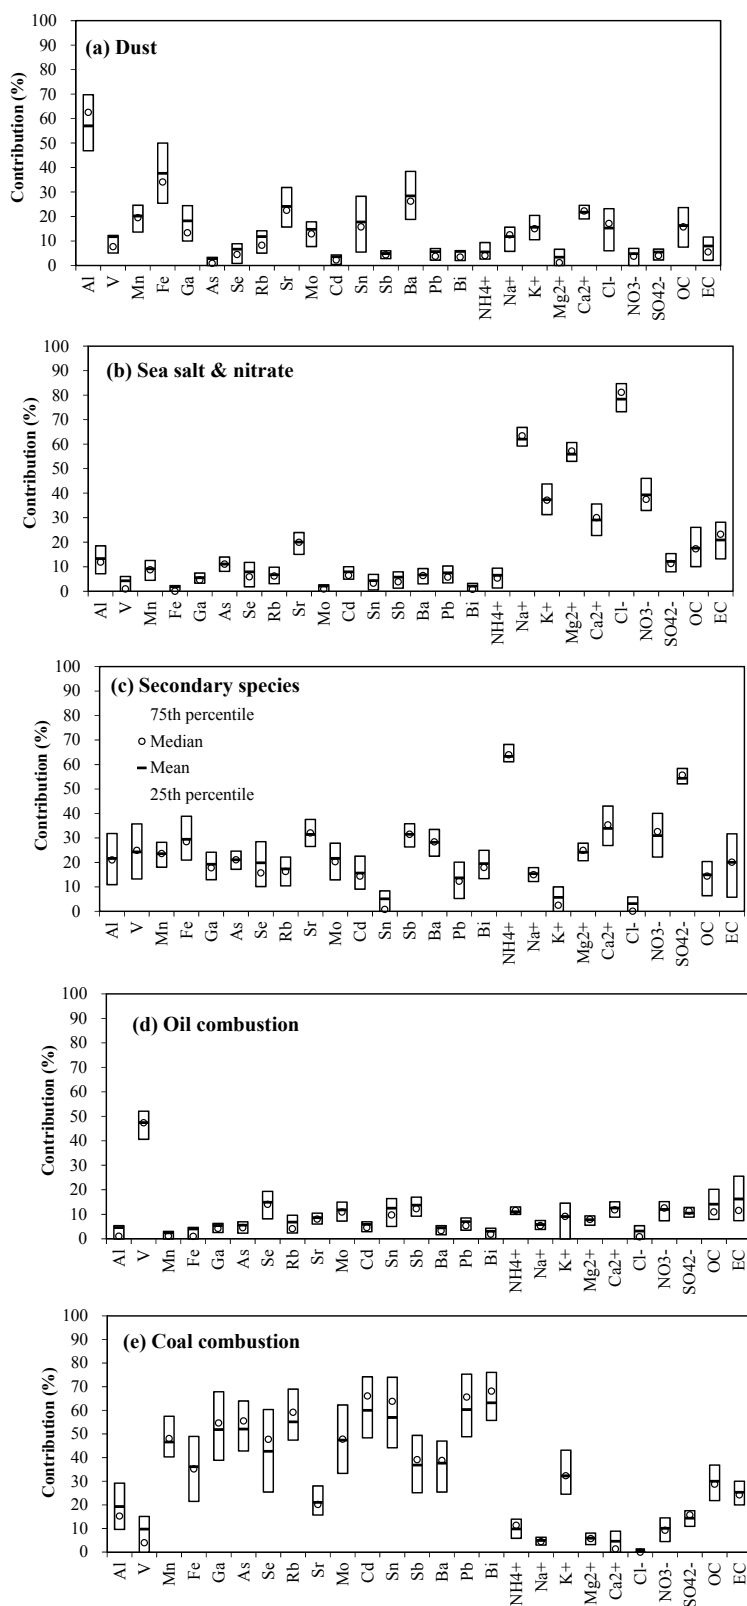 100
90
80
70
60
50
40
30
20
10
0
Contribution (%)
(a) Dust
Al V Mn Fe Ga As Se Rb Sr Mo Cd Sn Sb Ba Pb Bi NH4+ Na+ K+ Mg2+ Ca2+ Cl- NO3- SO42- OC EC
100
90
80
70
60
50
40
30
20
10
0
Contribution (%)
(b) Sea salt & nitrate
Al V Mn Fe Ga As Se Rb Sr Mo Cd Sn Sb Ba Pb Bi NH4+ Na+ K+ Mg2+ Ca2+ Cl- NO3- SO42- OC EC
100
90
80
70
60
50
40
30
20
10
0
Contribution (%)
(c) Secondary species
75th percentile
Median
Mean
25th percentile
Al V Mn Fe Ga As Se Rb Sr Mo Cd Sn Sb Ba Pb Bi NH4+ Na+ K+ Mg2+ Ca2+ Cl- NO3- SO42- OC EC
100
90
80
70
60
50
40
30
20
10
0
Contribution (%)
(d) Oil combustion
Al V Mn Fe Ga As Se Rb Sr Mo Cd Sn Sb Ba Pb Bi NH4+ Na+ K+ Mg2+ Ca2+ Cl- NO3- SO42- OC EC
100
90
80
70
60
50
40
30
20
10
0
Contribution (%)
(e) Coal combustion
Al V Mn Fe Ga As Se Rb Sr Mo Cd Sn Sb Ba Pb Bi NH4+ Na+ K+ Mg2+ Ca2+ Cl- NO3- SO42- OC EC